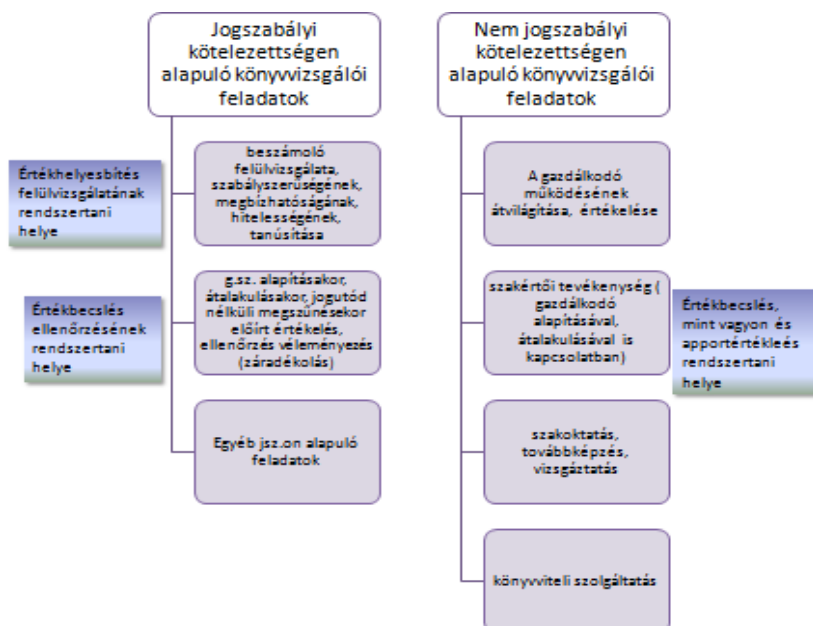 Jogszabályi
kötelezettségen
alapuló könyvvizsgálói
feladatok
Értékhelyesbítés
felülvizsgálatának
rendszertani
helye
beszámoló
felülvizsgálata,
szabályszerűségének,
megbízhatóságának,
hitelességének,
tanúsítása
Értékbecslés
ellenőrzésének
rendszertani
helye
g.sz. alapításakor,
átalakulásakor, jogutód
nélküli megszűnésekor
előírt értékelés,
ellenőrzés véleményezés
(záradékolás)
Egyéb jsz.on alapuló
feladatok
Nem jogszabályi
kötelezettségen
alapuló könyvvizsgálói
feladatok
A gazdálkodó
működésének
átvilágítása, értékelése
szakértői tevékenység (
gazdálkodó
alapításával,
átalakulásával is
kapcsolatban)
Értékbecslés,
mint vagyon és
apportértékleés
rendszertani
helye
szakoktatás,
továbbképzés,
vizsgáztatás
könyvviteli szolgáltatás